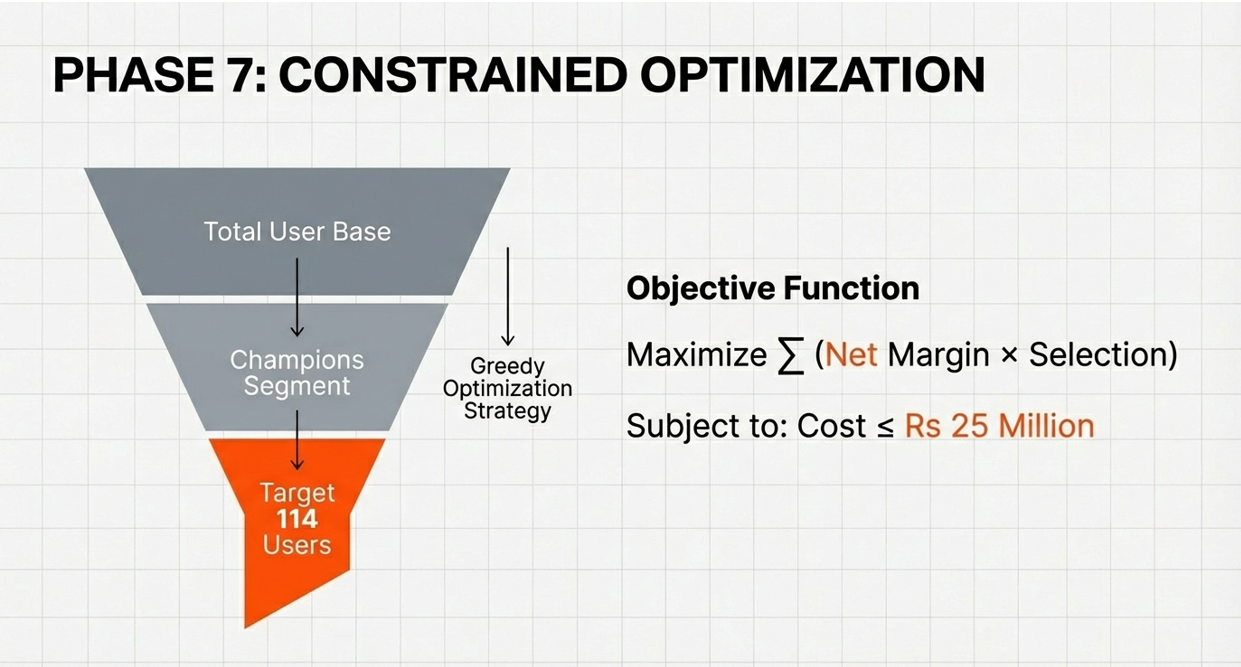 PHASE 7: CONSTRAINED OPTIMIZATION
Total User Base
Champions
Segment
Target
114
Users
Greedy
Optimization
Strategy
Objective Function
Maximize ∑ (Net Margin × Selection)
Subject to: Cost ≤ Rs 25 Million